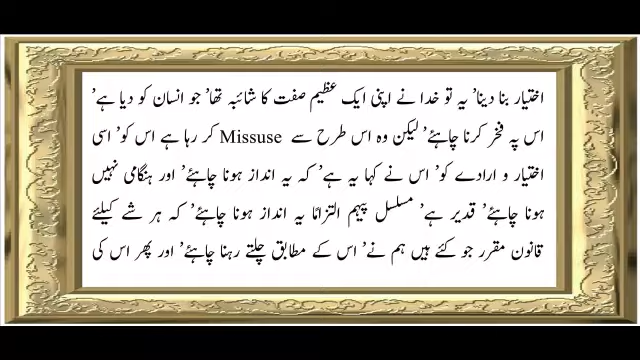 اختیار بنا دینا’ یہ تو خدا نے اپنی ایک عظیم صفت کا شائبہ تھا’ جو انسان کو دیا ہے’
اس پہ فخر کرنا چاہئے’ لیکن وہ اس طرح سے Missuse کر رہا ہے اس کو’ اسی
اختیار و ارادے کو’ اس نے کہا یہ ہے’ کہ یہ انداز ہونا چاہئے’ اور ہنگامی نہیں
ہونا چاہئے’ قدیر ہے’ مسلسل پیہم التزامًا یہ انداز ہونا چاہئے’ کہ ہر شے کیلئے
قانون مقرر جو کئے ہیں ہم نے’ اس کے مطابق چلتے رہنا چاہئے’ اور پھر اس کی